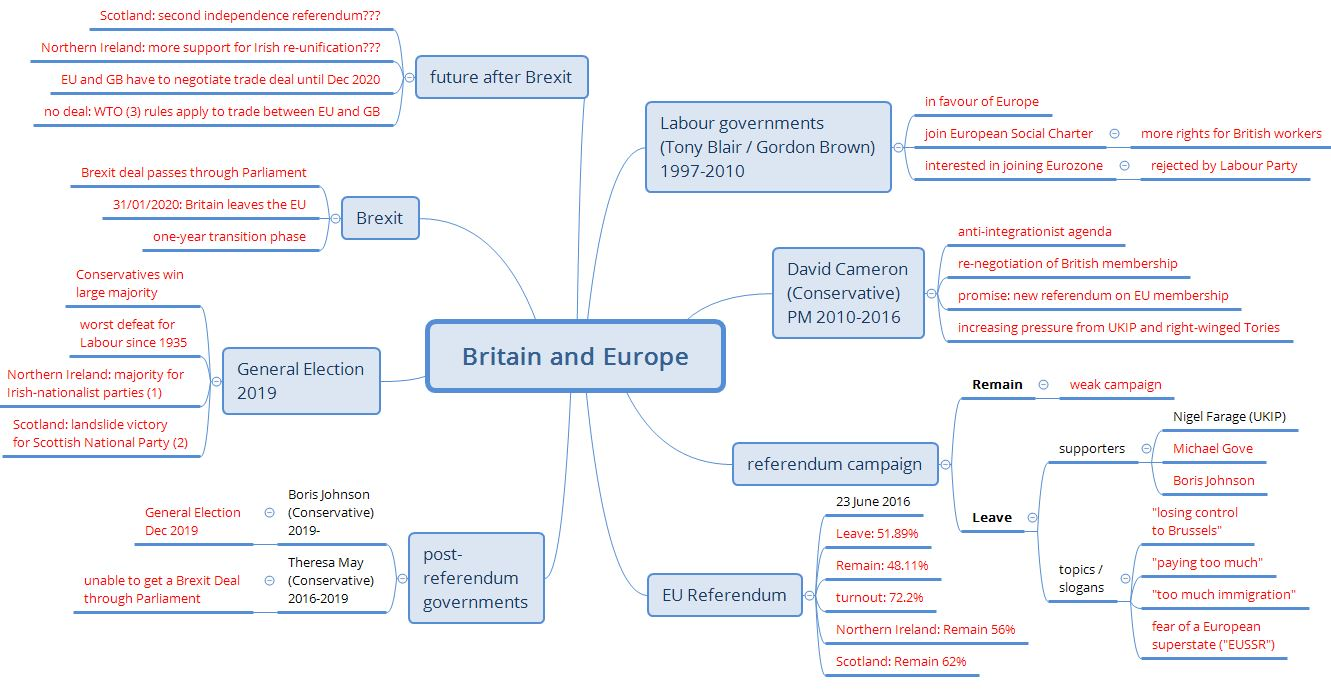 Britain and Europe
Labour governments
(Tony Blair / Gordon Brown)
1997-2010
in favour of Europe
join European Social Charter
more rights for British workers
interested in joining Eurozone
rejected by Labour Party
David Cameron
(Conservative)
PM 2010-2016
anti-integrationist agenda
re-negotiation of British membership
promise: new referendum on EU membership
increasing pressure from UKIP and right-winged Tories
referendum campaign
Remain
weak campaign
Leave
supporters
Nigel Farage (UKIP)
Michael Gove
Boris Johnson
topics /
slogans
"losing control
to Brussels"
"paying too much"
"too much immigration"
fear of a European
superstate ("EUSSR")
EU Referendum
23 June 2016
Leave: 51.89%
Remain: 48.11%
turnout: 72.2%
Northern Ireland: Remain 56%
Scotland: Remain 62%
post-
referendum
governments
Boris Johnson
(Conservative)
2019-
General Election
Dec 2019
Theresa May
(Conservative)
2016-2019
unable to get a Brexit Deal
through Parliament
General Election
2019
Conservatives win
large majority
worst defeat for
Labour since 1935
Northern Ireland: majority for
Irish-nationalist parties (1)
Scotland: landslide victory
for Scottish National Party (2)
Brexit
Brexit deal passes through Parliament
31/01/2020: Britain leaves the EU
one-year transition phase
future after Brexit
Scotland: second independence referendum???
Northern Ireland: more support for Irish re-unification???
EU and GB have to negotiate trade deal until Dec 2020
no deal: WTO (3) rules apply to trade between EU and GB